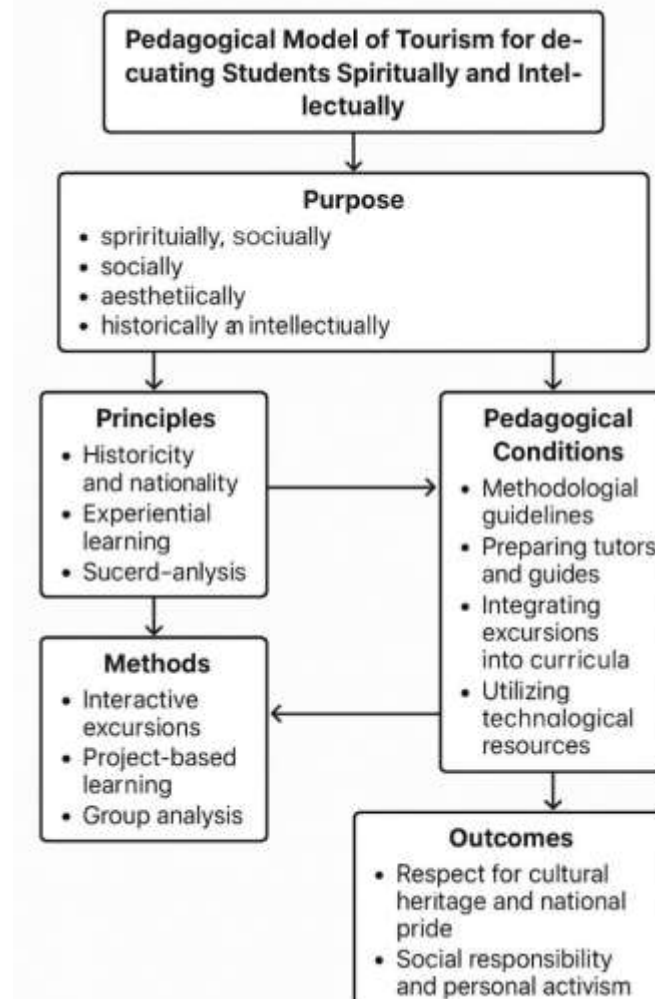 Pedagogical Model of Tourism for de-
cuating Students Spiritually and Intel-
lectually
Purpose
• sprirituially, sociually
• socially
• aesthetiically
• historically an intellectiually
Principles
• Historicity
and nationality
• Experiential
learning
• Sucerd-anlysis
Methods
• Interactive
excursions
• Project-based
learning
• Group analysis
Pedagogical
Conditions
• Methodologial
guidelines
• Preparing tutors
and guides
• Integrating
excursions
into curricula
• Utilizing
technalogical
resources
Outcomes
• Respect for cultural
heritage and national
pride
• Social responsibility
and personal activism